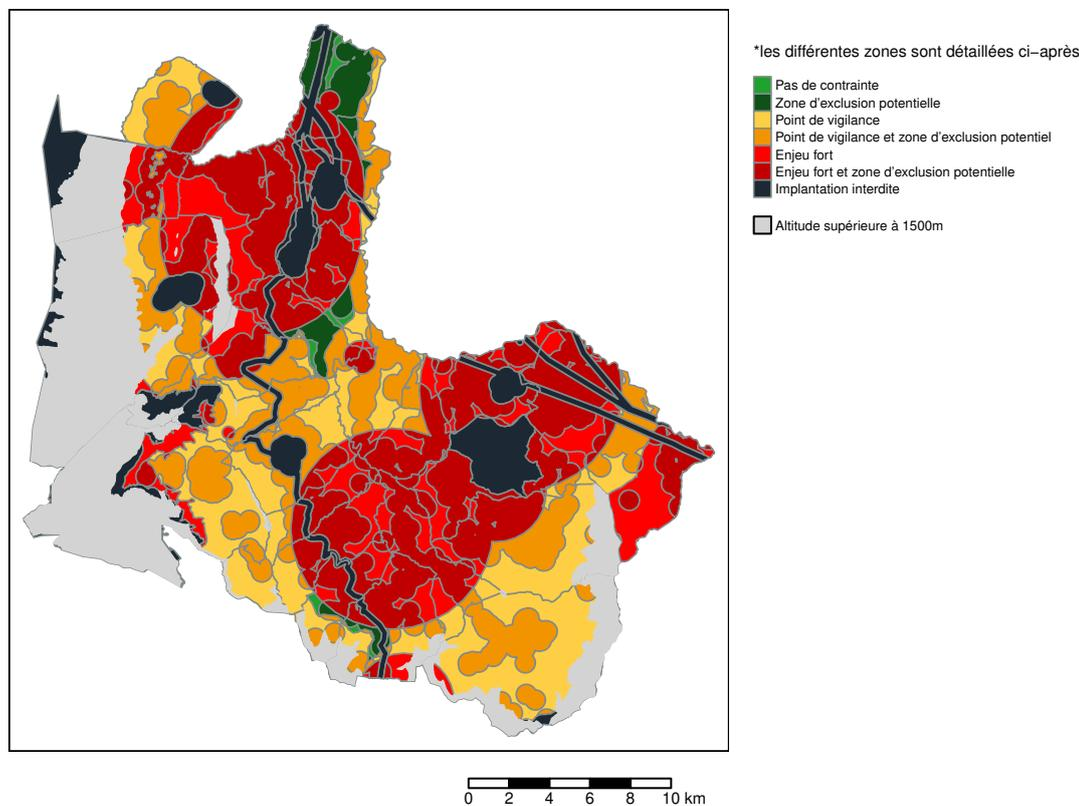 *les différentes zones sont détaillées ci−après
Pas de contrainte
Zone d'exclusion potentielle
Point de vigilance
Point de vigilance et zone d'exclusion potentiel
Enjeu fort
Enjeu fort et zone d'exclusion potentielle
Implantation interdite
Altitude supérieure à 1500m
0 2 4 6 8 10 km